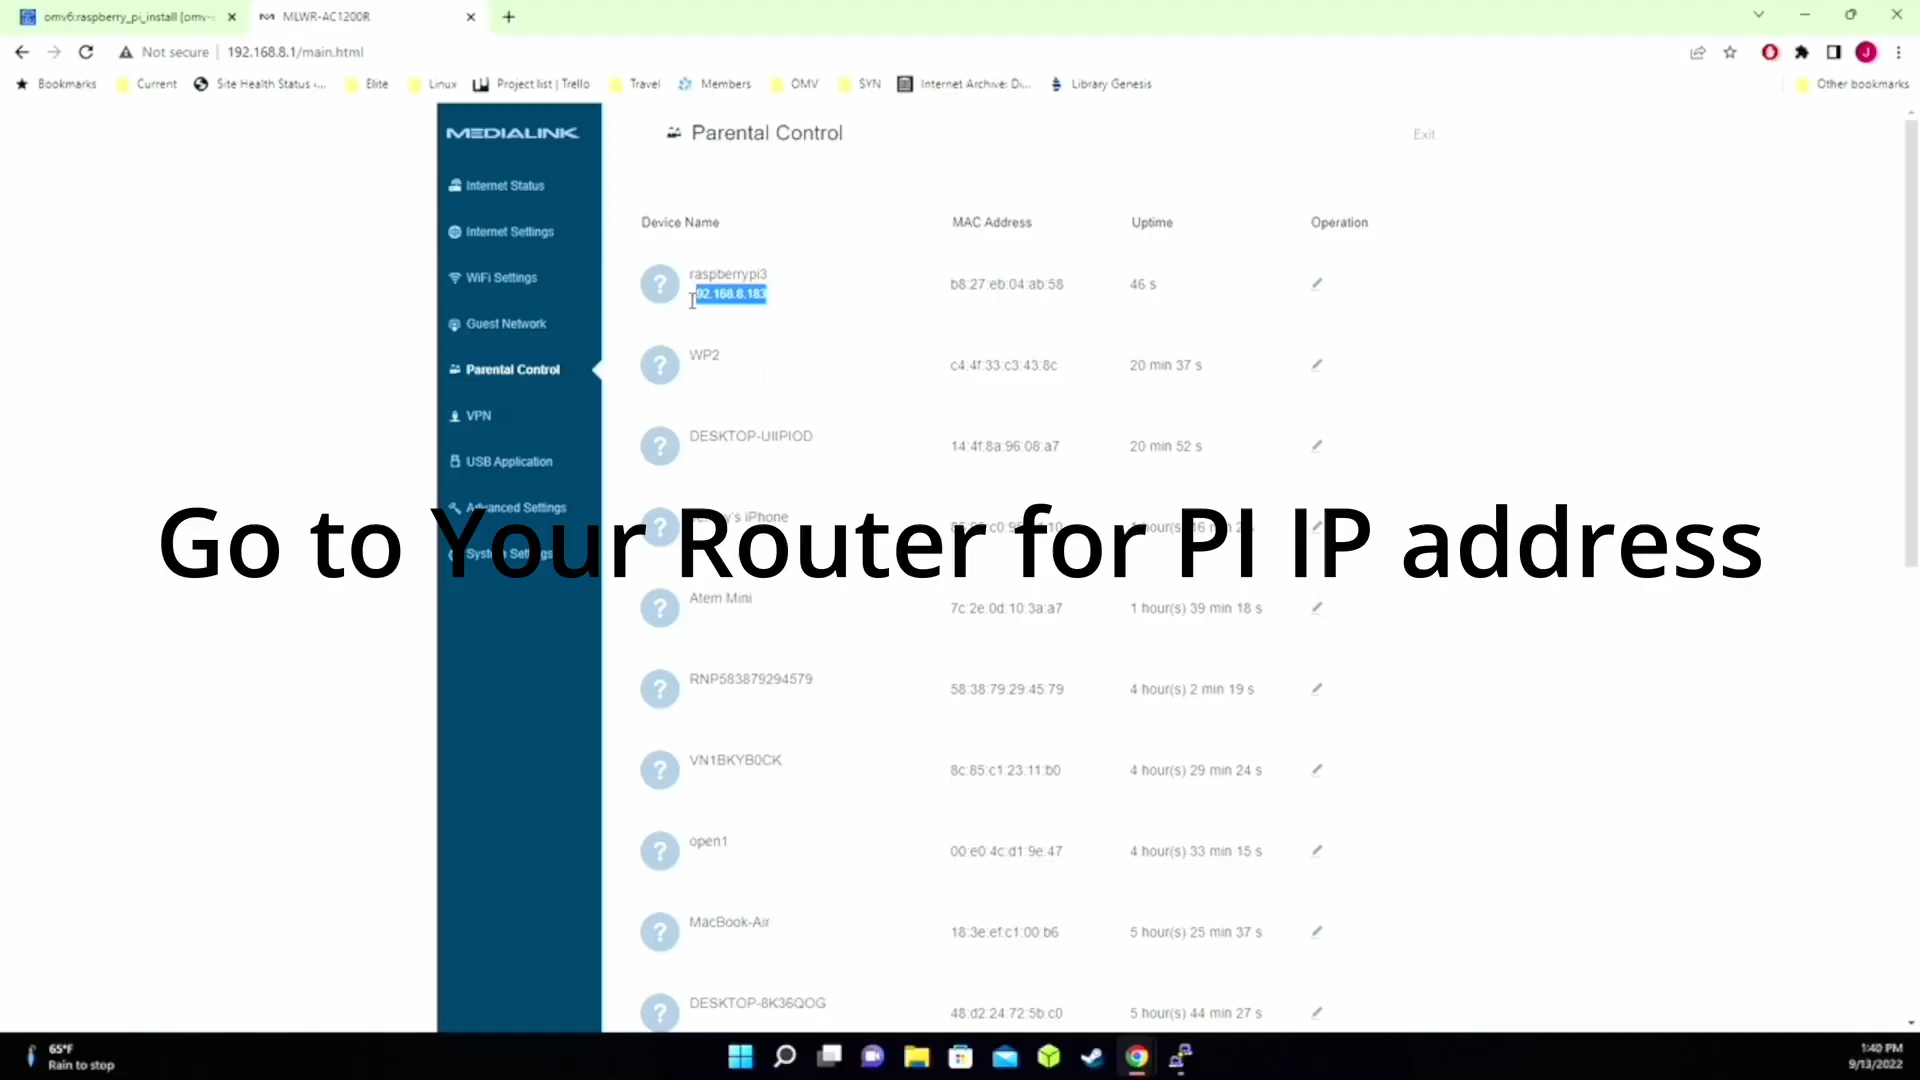 omv6:raspberry_pi_install [omv-
MLWR-AC1200R
Not secure
192.168.8.1/main.html
Bookmarks
Current
Site Health Status ‹...
Elite
Linux
Project list | Trello
Travel
Members
OMV
SYN
Internet Archive: Di...
Library Genesis
Other bookmarks
MEDIALINK
Internet Status
Internet Settings
WiFi Settings
Guest Network
Parental Control
VPN
USB Application
Advanced Settings
Parental Control
Exit
Device Name MAC Address Uptime Operation
raspberrypi3
92.168.8.183
b8:27:eb:04:ab:58 46 s
WP2
c4:4f:33:c3:43:8c 20 min 37 s
DESKTOP-UIIPIOD
14:4f:8a:96:08:a7 20 min 52 s
's iPhone
Go to Your Router for PI IP address
Atem Mini
7c:2e:0d:10:3a:a7 1 hour(s) 39 min 18 s
RNP583879294579
58:38:79:29:45:79 4 hour(s) 2 min 19 s
VN1BKYB0CK
8c:85:c1:23:11:b0 4 hour(s) 29 min 24 s
open1
00:e0:4c:d1:9e:47 4 hour(s) 33 min 15 s
MacBook-Air
18:3e:ef:c1:00:b6 5 hour(s) 25 min 37 s
DESKTOP-8K36QOG
48:d2:24:72:5b:c0 5 hour(s) 44 min 27 s
65°F
Rain to stop
1:40 PM
9/13/2022